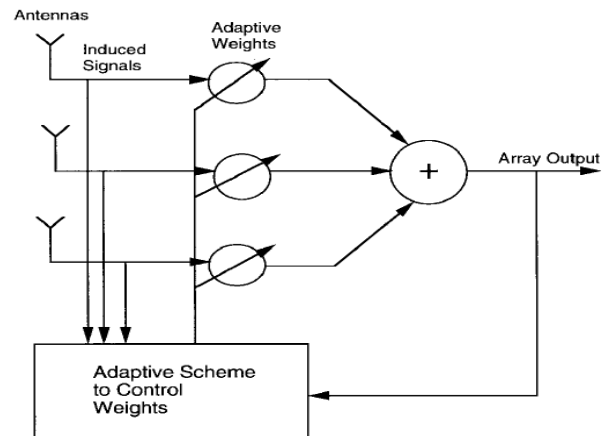 Antennas
Induced
Signals
Adaptive
Weights
+
Array Output
Adaptive Scheme
to Control
Weights